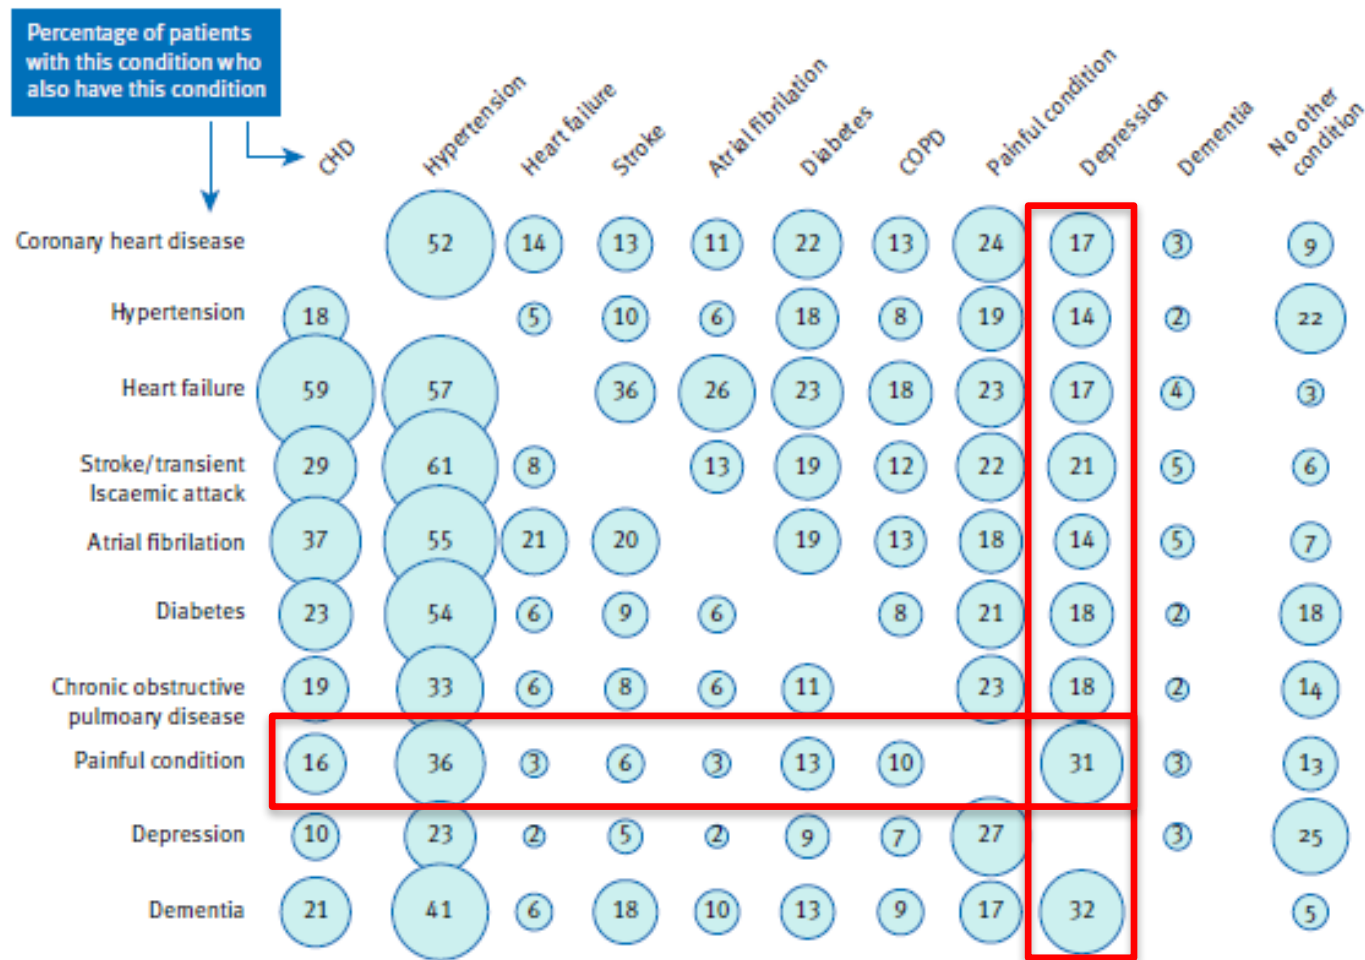 Percentage of patients
with this condition who
also have this condition
CHD
Hypertension
Heart failure
Stroke
Atrial fibrilation
Diabetes
COPD
Painful condition
Depression
Dementia
No other
condition
Coronary heart disease 52 14 13 11 22 13 24 17 3 9
Hypertension 18 5 10 6 18 8 19 14 2 22
Heart failure 59 57 36 26 23 18 23 17 4 3
Stroke/transient
Iscaemic attack 29 61 8 13 19 12 22 21 5 6
Atrial fibrilation 37 55 21 20 19 13 18 14 5 7
Diabetes 23 54 6 9 6 8 21 18 2 18
Chronic obstructive
pulmoary disease 19 33 6 8 6 11 23 18 2 14
Painful condition 16 36 3 6 3 13 10 31 3 13
Depression 10 23 2 5 2 9 7 27 3 25
Dementia 21 41 6 18 10 13 9 17 32 5